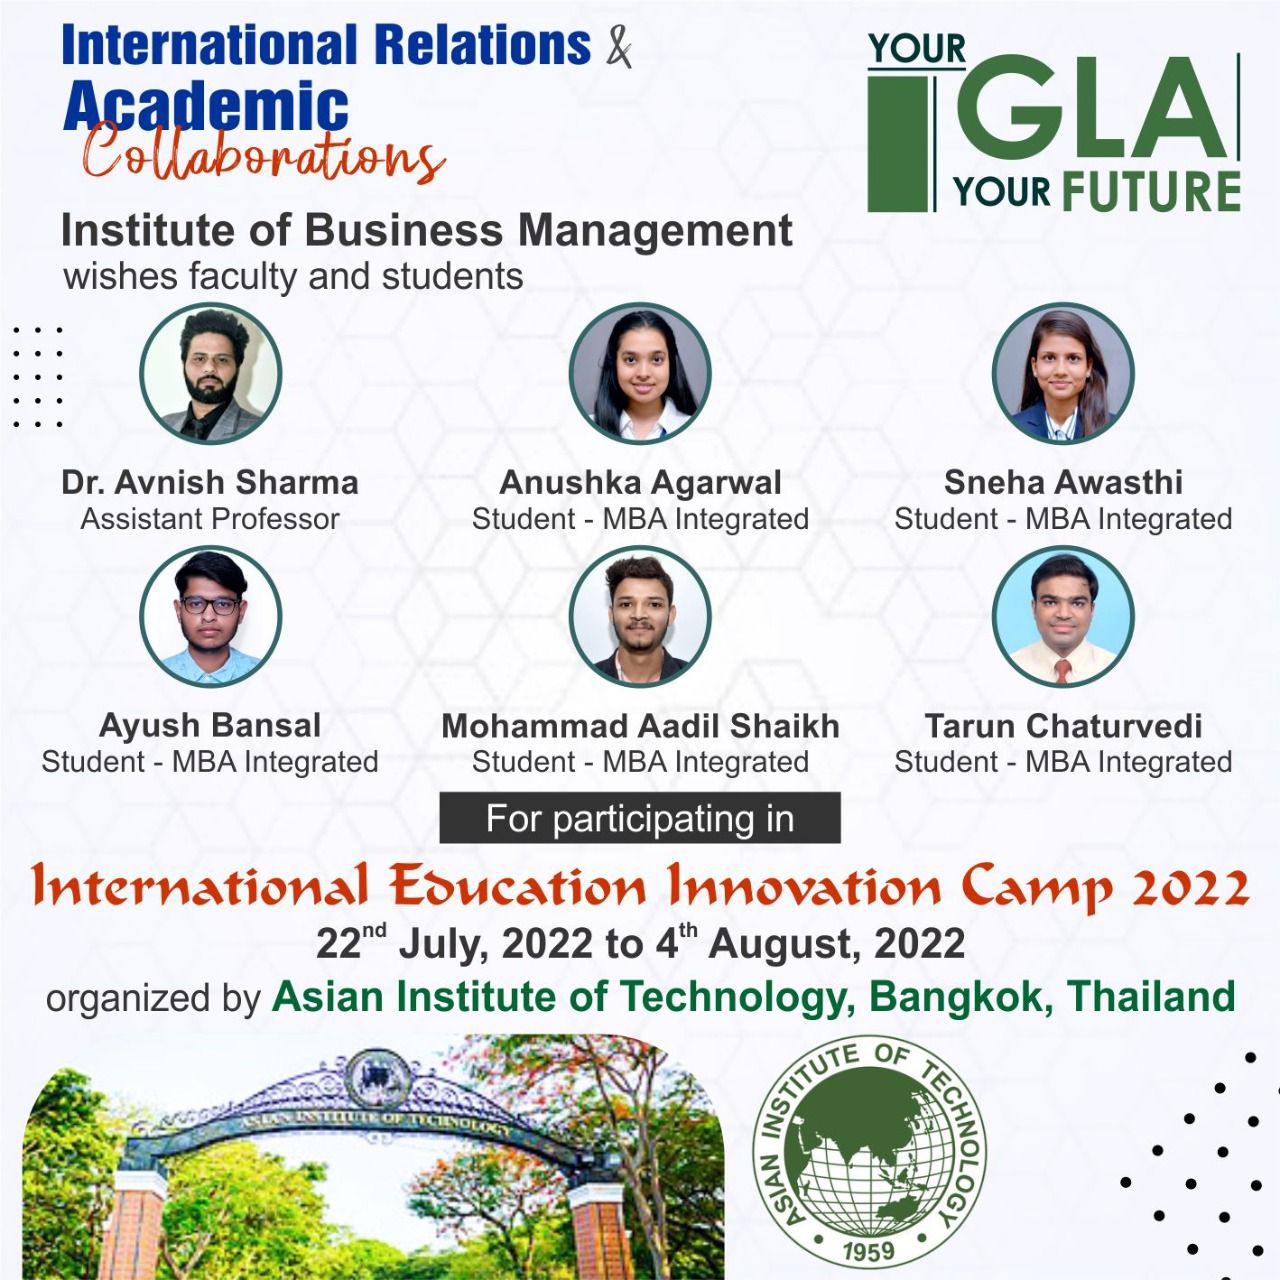 International Relations &
Academic
Collaborations
YOUR
GLA
YOUR FUTURE
Institute of Business Management
wishes faculty and students
Dr. Avnish Sharma
Assistant Professor
Anushka Agarwal
Student - MBA Integrated
Sneha Awasthi
Student - MBA Integrated
Ayush Bansal
Student - MBA Integrated
Mohammad Aadil Shaikh
Student - MBA Integrated
Tarun Chaturvedi
Student - MBA Integrated
For participating in
International Education Innovation Camp 2022
22nd July, 2022 to 4th August, 2022
organized by Asian Institute of Technology, Bangkok, Thailand
ASIAN INSTITUTE OF TECHNOLOGY
ASIAN INSTITUTE OF TECHNOLOGY
1959